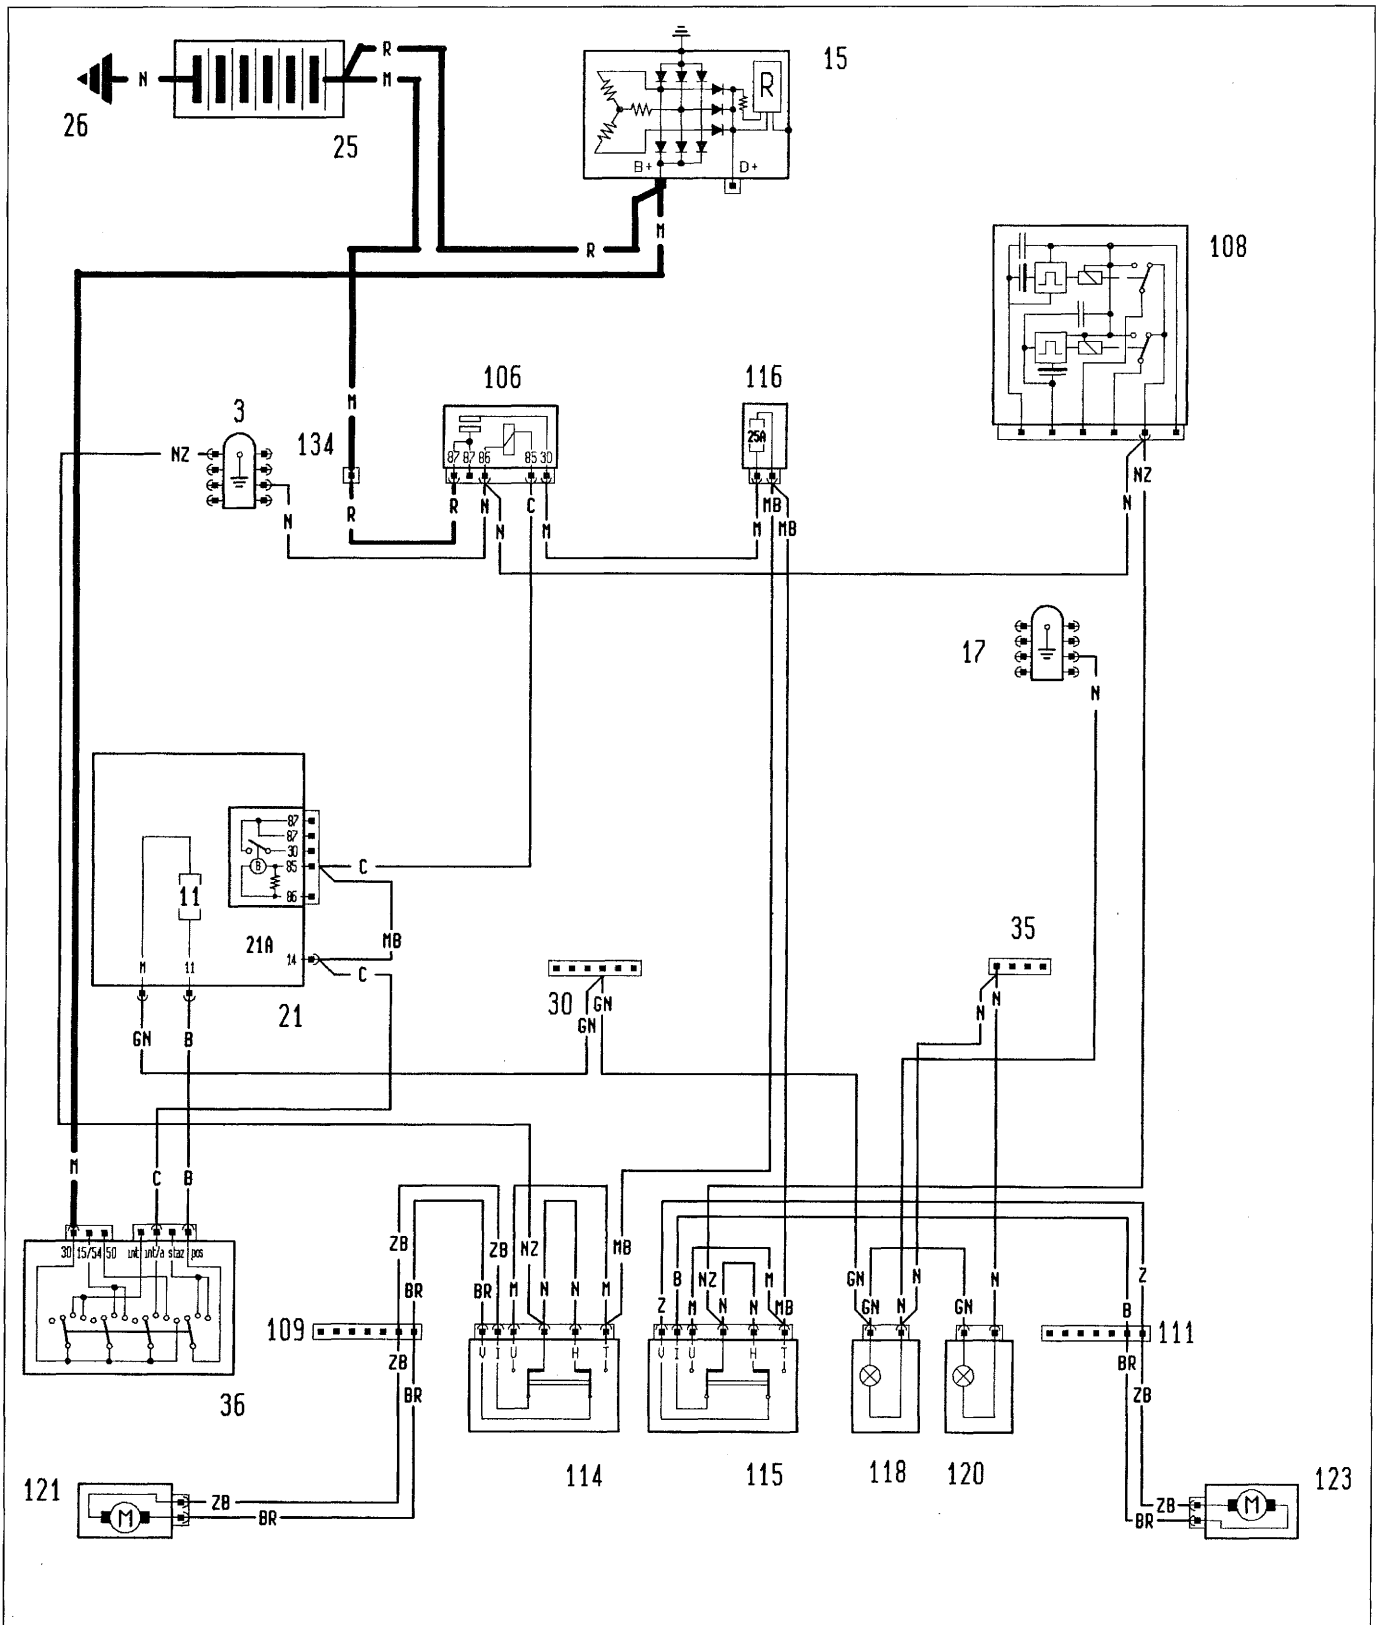 R
M
N
26
25
15
R
B+
D+
M
R
108
106
116
3
134
M
25A
NZ
87 87 86 85 30
NZ
N
R
R
N
C
MB
N
N
M
M
MB
17
N
87
87
30
85
B
86
C
11
21A
14
MB
C
M
11
21
35
30
GN
GN
N
N
GN
B
M
C
B
30 15/54 50 int int/a staz pos
ZB
BR
BR
ZB
M
NZ
N
N
M
MB
Z
B
M
NZ
N
N
M
MB
GN
GN
N
N
GN
N
B
Z
109
ZB
BR
V I U H T
V I U H T
111
BR
ZB
36
114
115
118
120
121
M
ZB
BR
123
ZB
BR
M